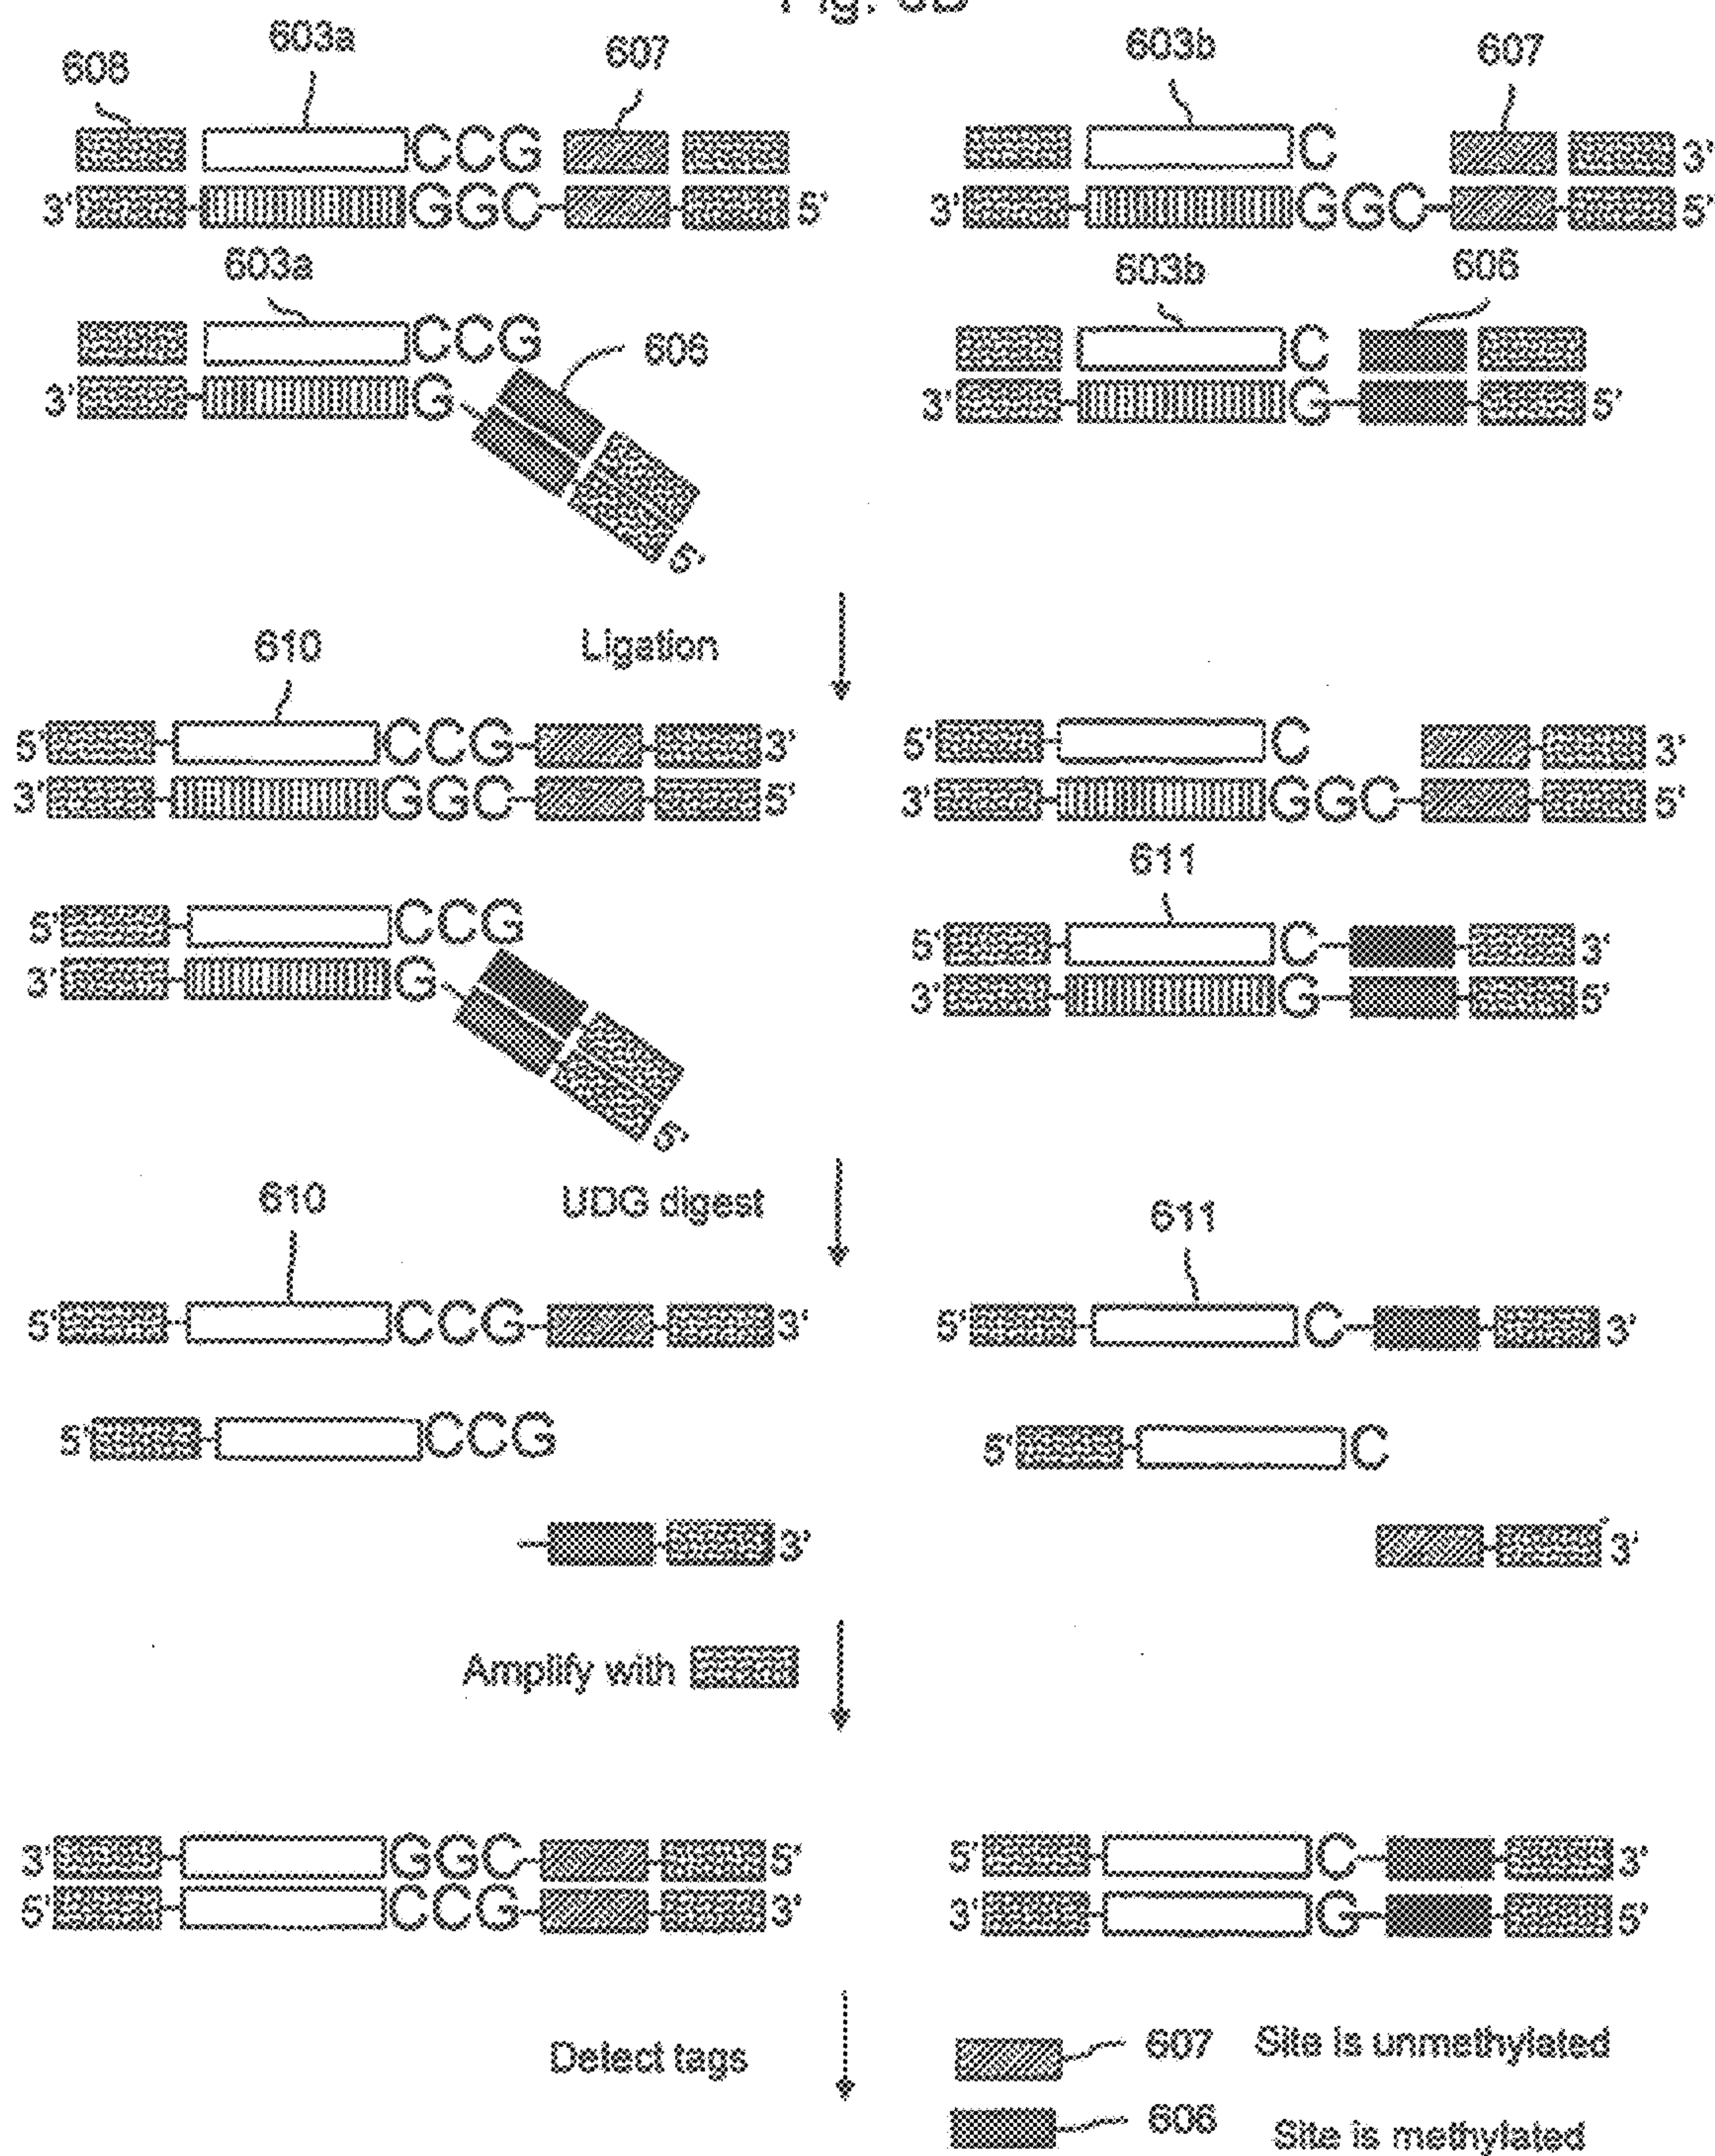 608 603a 607 603b 607
CCG C 3'
3' GGC 5' 3' GGC 5'
603a 603b 606
CCG 606 C
3' G 3' G 5'
5'
610 Ligation
5' CCG 3' 5' C 3'
3' GGC 5' 3' GGC 5'
611
5' CCG 5' C 3'
3' G 3' G 5'
5'
610 UDG digest 611
5' CCG 3' 5' C 3'
5' CCG 5' C
3' 3'
Amplify with
3' GGC 5' 5' C 3'
5' CCG 3' 3' G 5'
Detect tags 607 Site is unmethylated
606 Site is methylated